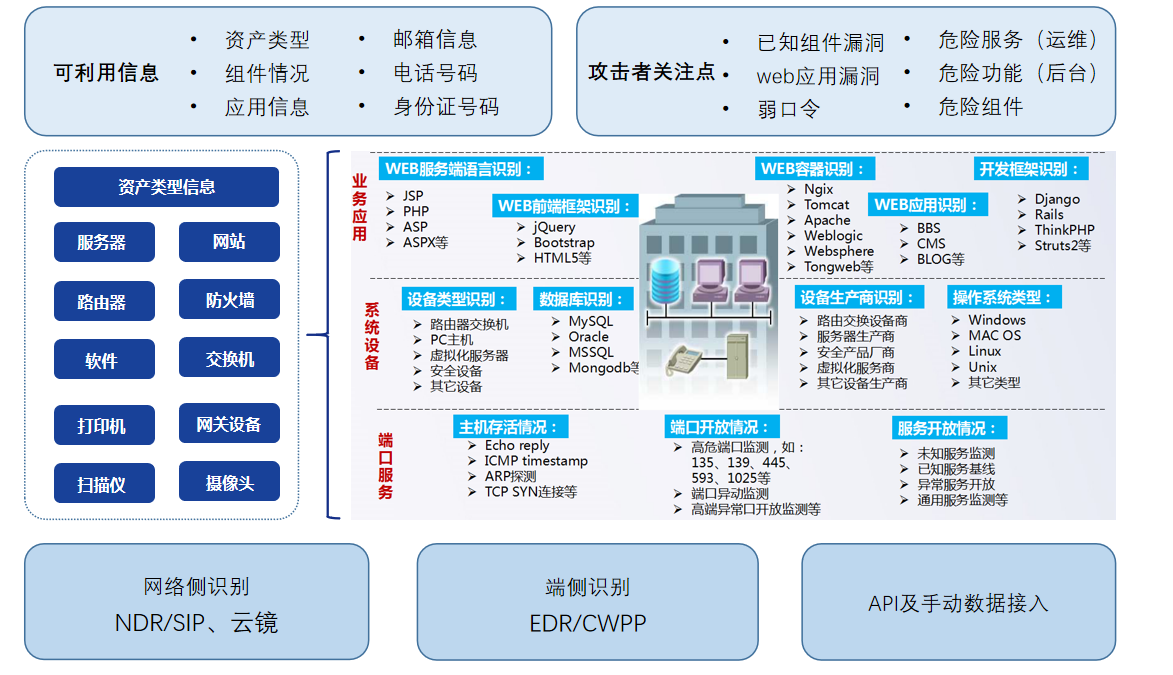 可利用信息
• 资产类型
• 组件情况
• 应用信息
• 邮箱信息
• 电话号码
• 身份证号码
攻击者关注点
• 已知组件漏洞
• web应用漏洞
• 弱口令
• 危险服务（运维）
• 危险功能（后台）
• 危险组件
资产类型信息
服务器
网站
路由器
防火墙
软件
交换机
打印机
网关设备
扫描仪
摄像头
业务应用
WEB服务端语言识别：
➢ JSP
➢ PHP
➢ ASP
➢ ASPX等
WEB前端框架识别：
➢ jQuery
➢ Bootstrap
➢ HTML5等
WEB容器识别：
➢ Ngix
➢ Tomcat
➢ Apache
➢ Weblogic
➢ Websphere
➢ Tongweb等
WEB应用识别：
➢ BBS
➢ CMS
➢ BLOG等
开发框架识别：
➢ Django
➢ Rails
➢ ThinkPHP
➢ Struts2等
系统设备
设备类型识别：
➢ 路由器交换机
➢ PC主机
➢ 虚拟化服务器
➢ 安全设备
➢ 其它设备
数据库识别：
➢ MySQL
➢ Oracle
➢ MSSQL
➢ Mongodb等
设备生产商识别：
➢ 路由交换设备商
➢ 服务器生产商
➢ 安全产品厂商
➢ 虚拟化服务商
➢ 其它设备生产商
操作系统类型：
➢ Windows
➢ MAC OS
➢ Linux
➢ Unix
➢ 其它类型
端口服务
主机存活情况：
➢ Echo reply
➢ ICMP timestamp
➢ ARP探测
➢ TCP SYN连接等
端口开放情况：
➢ 高危端口监测，如：
135、139、445、
593、1025等
➢ 端口异动监测
➢ 高端异常口开放监测等
服务开放情况：
➢ 未知服务监测
➢ 已知服务基线
➢ 异常服务开放
➢ 通用服务监测等
网络侧识别
NDR/SIP、云镜
端侧识别
EDR/CWPP
API及手动数据接入